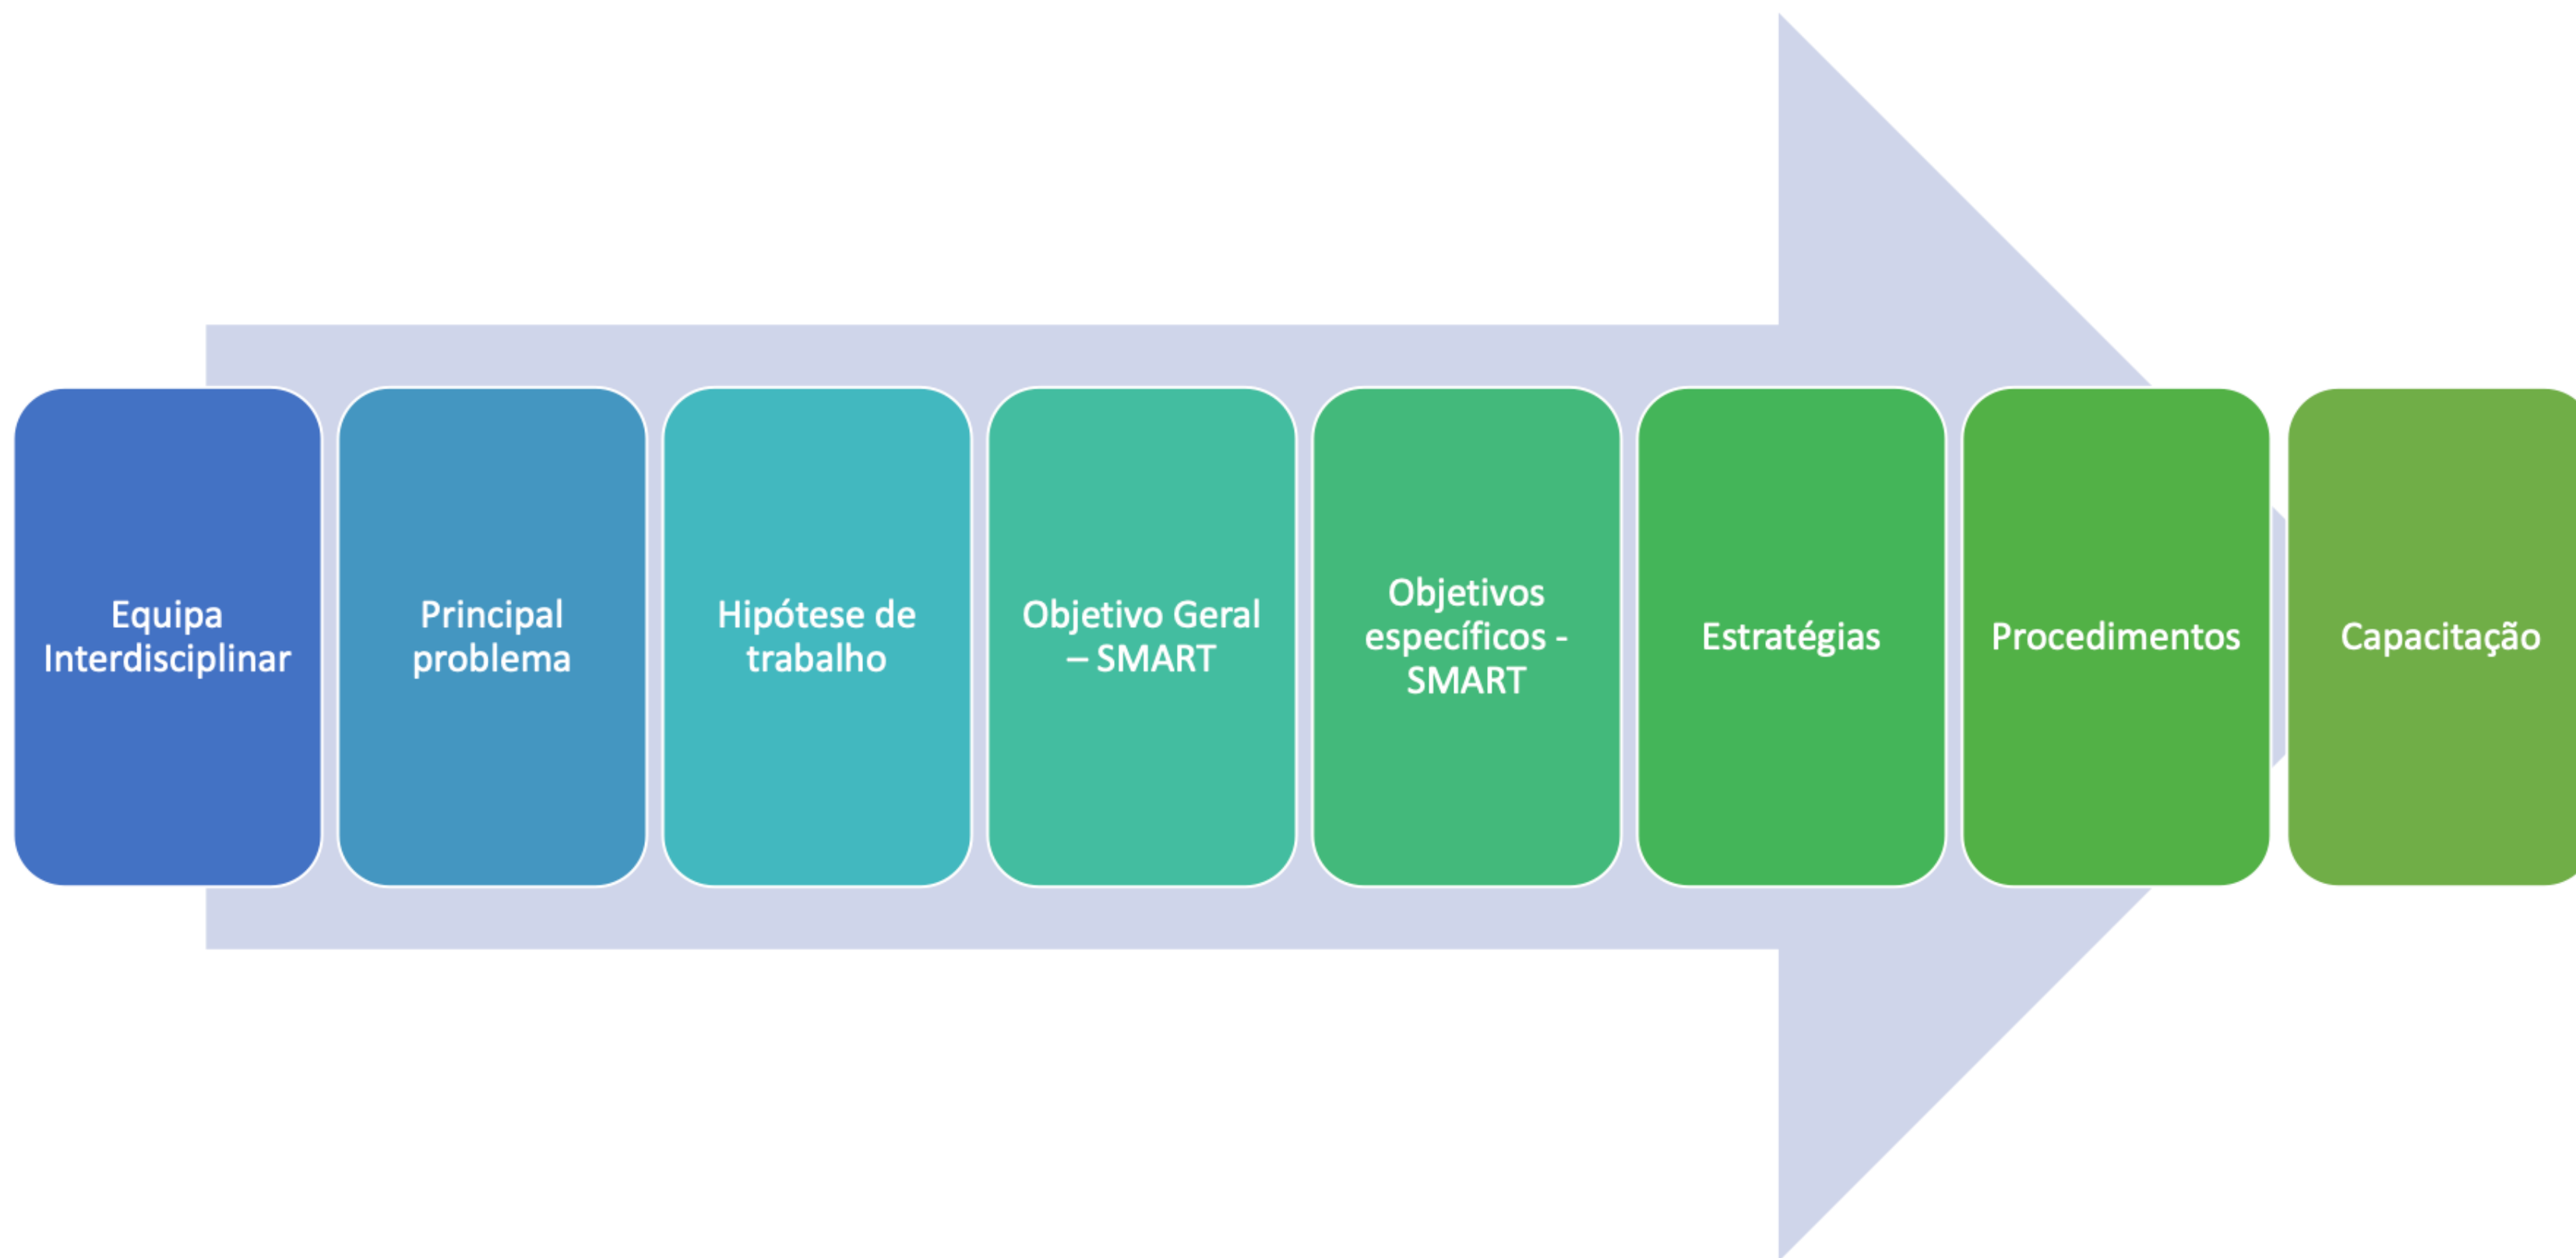 Equipa
Interdisciplinar
Principal
problema
Hipótese de
trabalho
Objetivo Geral
– SMART
Objetivos
específicos -
SMART
Estratégias
Procedimentos
Capacitação